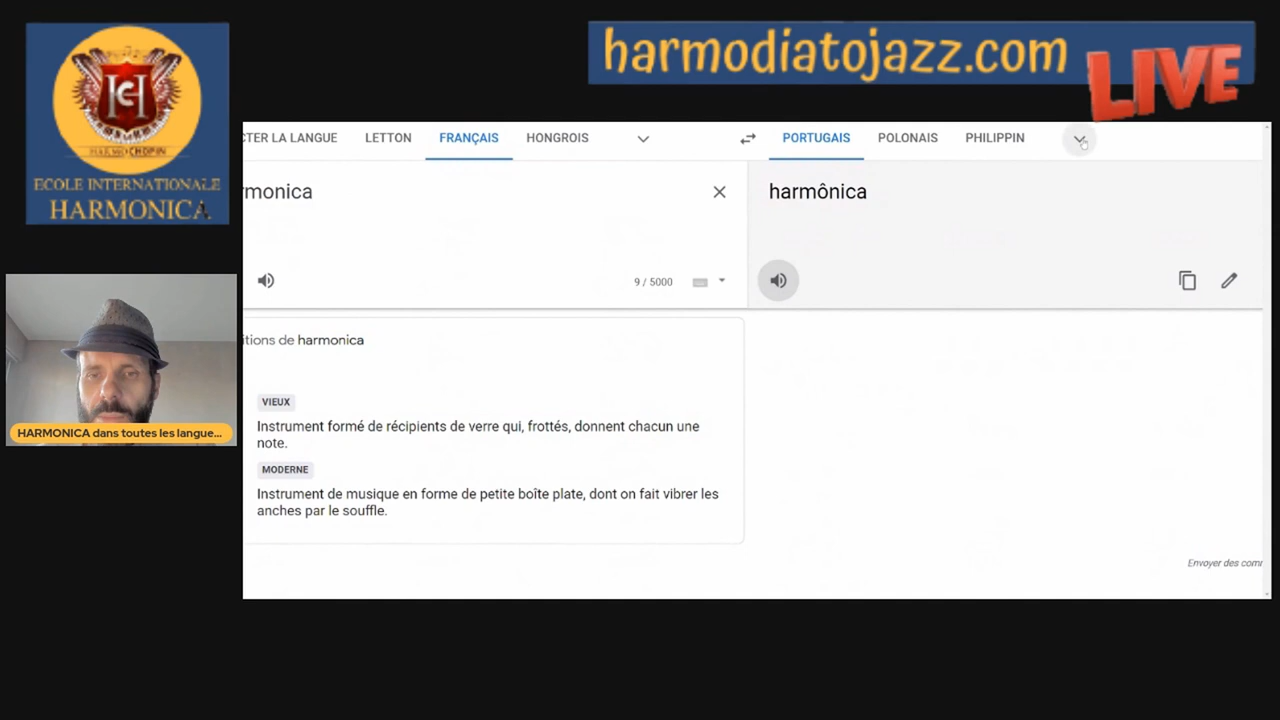 harmodiatojazz.com
LIVE
HC
HARMOCHOPIN
ECOLE INTERNATIONALE
HARMONICA
CTER LA LANGUE LETTON FRANÇAIS HONGROIS PORTUGAIS POLONAIS PHILIPPIN
rmonica
harmônica
9 / 5000
itions de harmonica
VIEUX
Instrument formé de récipients de verre qui, frottés, donnent chacun une
note.
MODERNE
Instrument de musique en forme de petite boîte plate, dont on fait vibrer les
anches par le souffle.
Envoyer des comr
HARMONICA dans toutes les langue...